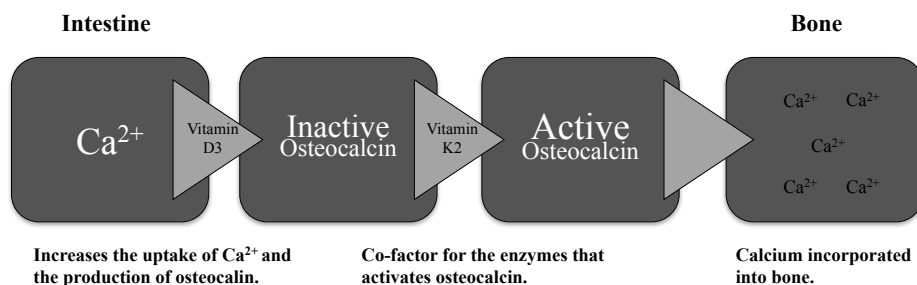 Intestine
Bone
Ca²⁺
Vitamin
D3
Inactive
Osteocalcin
Vitamin
K2
Active
Osteocalcin
Ca²⁺ Ca²⁺
Ca²⁺
Ca²⁺ Ca²⁺
Increases the uptake of Ca²⁺ and
the production of osteocalin.
Co-factor for the enzymes that
activates osteocalcin.
Calcium incorporated
into bone.